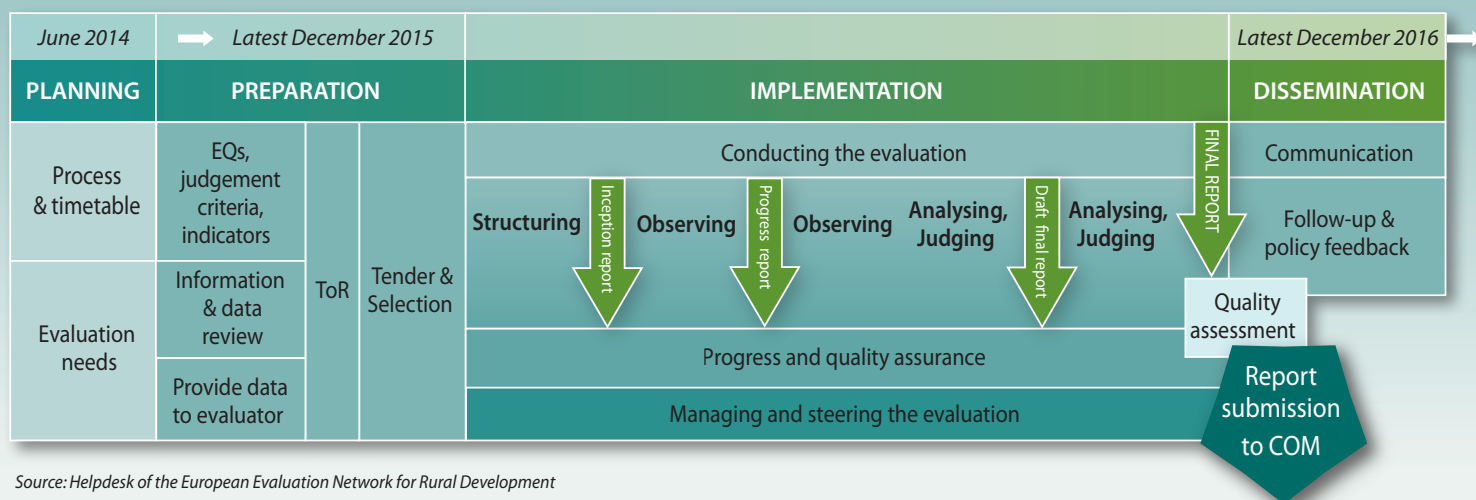 June 2014
Latest December 2015
Latest December 2016
PLANNING
PREPARATION
IMPLEMENTATION
DISSEMINATION
Process
& timetable
Evaluation
needs
EQs,
judgement
criteria,
indicators
Information
& data
review
Provide data
to evaluator
ToR
Tender &
Selection
Conducting the evaluation
Structuring
Inception report
Observing
Progress report
Observing
Analysing,
Judging
Draft final report
Analysing,
Judging
FINAL REPORT
Progress and quality assurance
Managing and steering the evaluation
Communication
Follow-up &
policy feedback
Quality
assessment
Report
submission
to COM
Source: Helpdesk of the European Evaluation Network for Rural Development